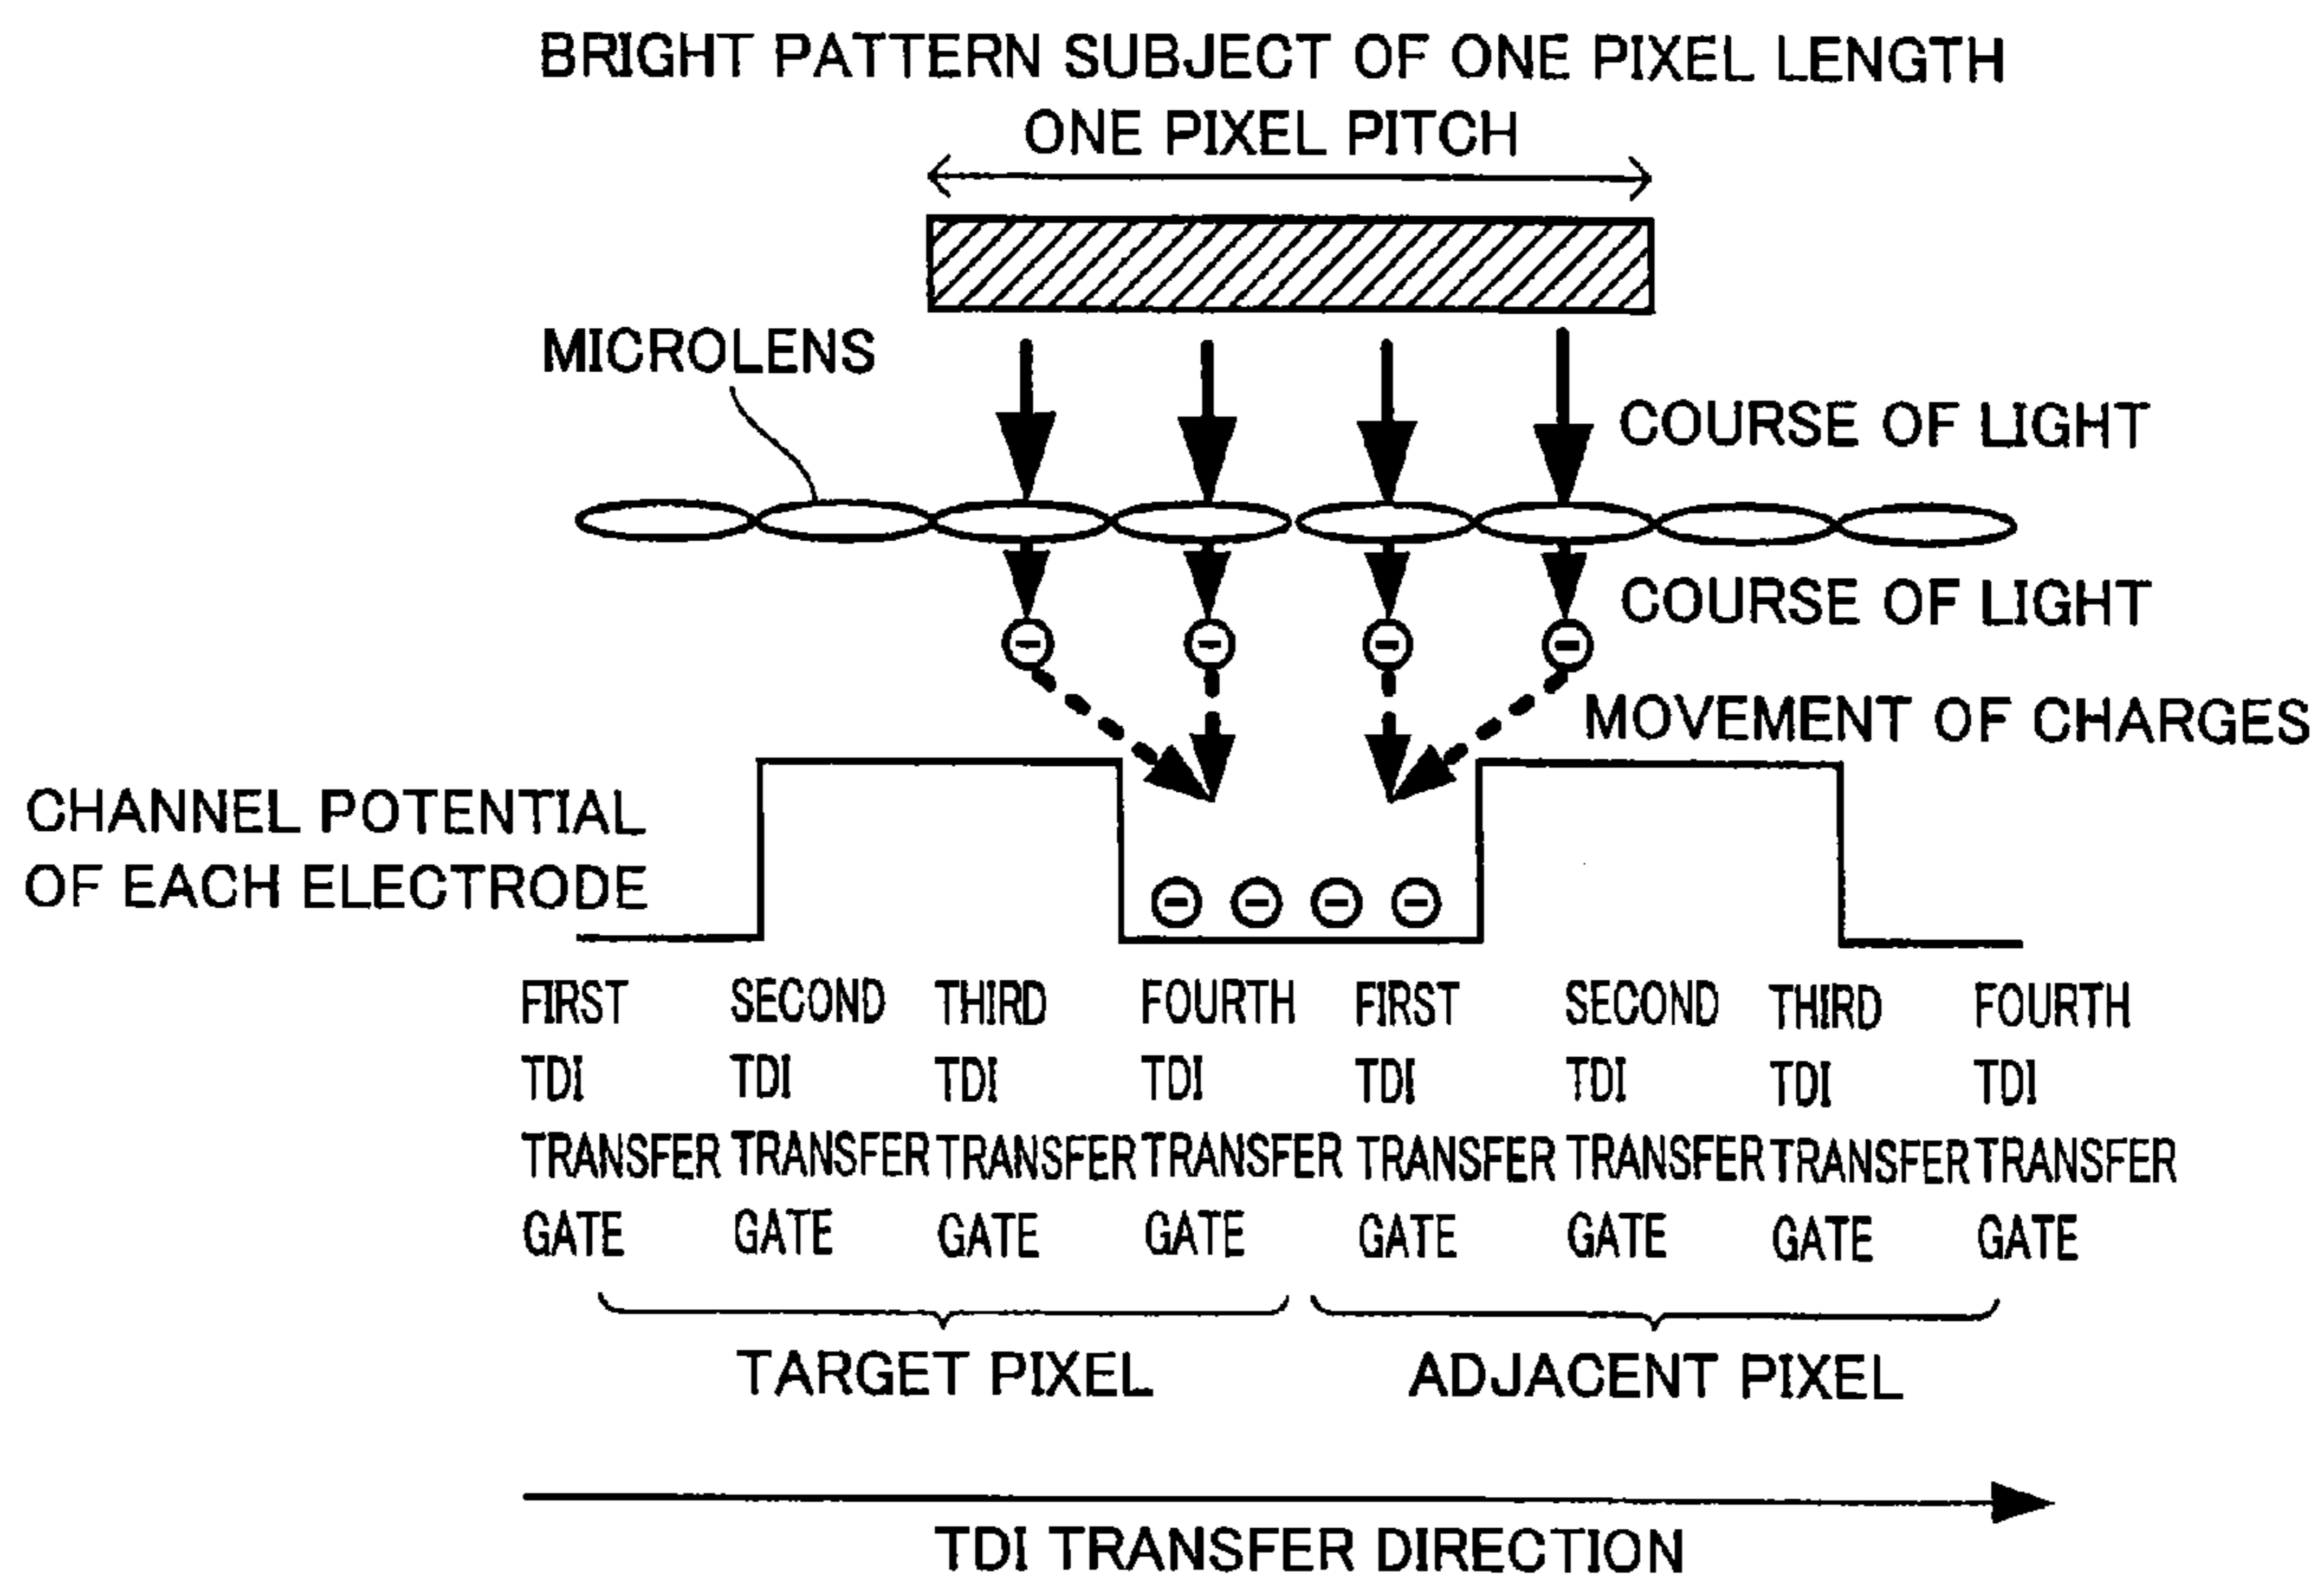 BRIGHT PATTERN SUBJECT OF ONE PIXEL LENGTH
ONE PIXEL PITCH
MICROLENS
COURSE OF LIGHT
COURSE OF LIGHT
MOVEMENT OF CHARGES
CHANNEL POTENTIAL
OF EACH ELECTRODE
FIRST SECOND THIRD FOURTH FIRST SECOND THIRD FOURTH
TDI TDI TDI TDI TDI TDI TDI TDI
TRANSFER TRANSFER TRANSFER TRANSFER TRANSFER TRANSFER TRANSFER TRANSFER
GATE GATE GATE GATE GATE GATE GATE GATE
TARGET PIXEL ADJACENT PIXEL
TDI TRANSFER DIRECTION